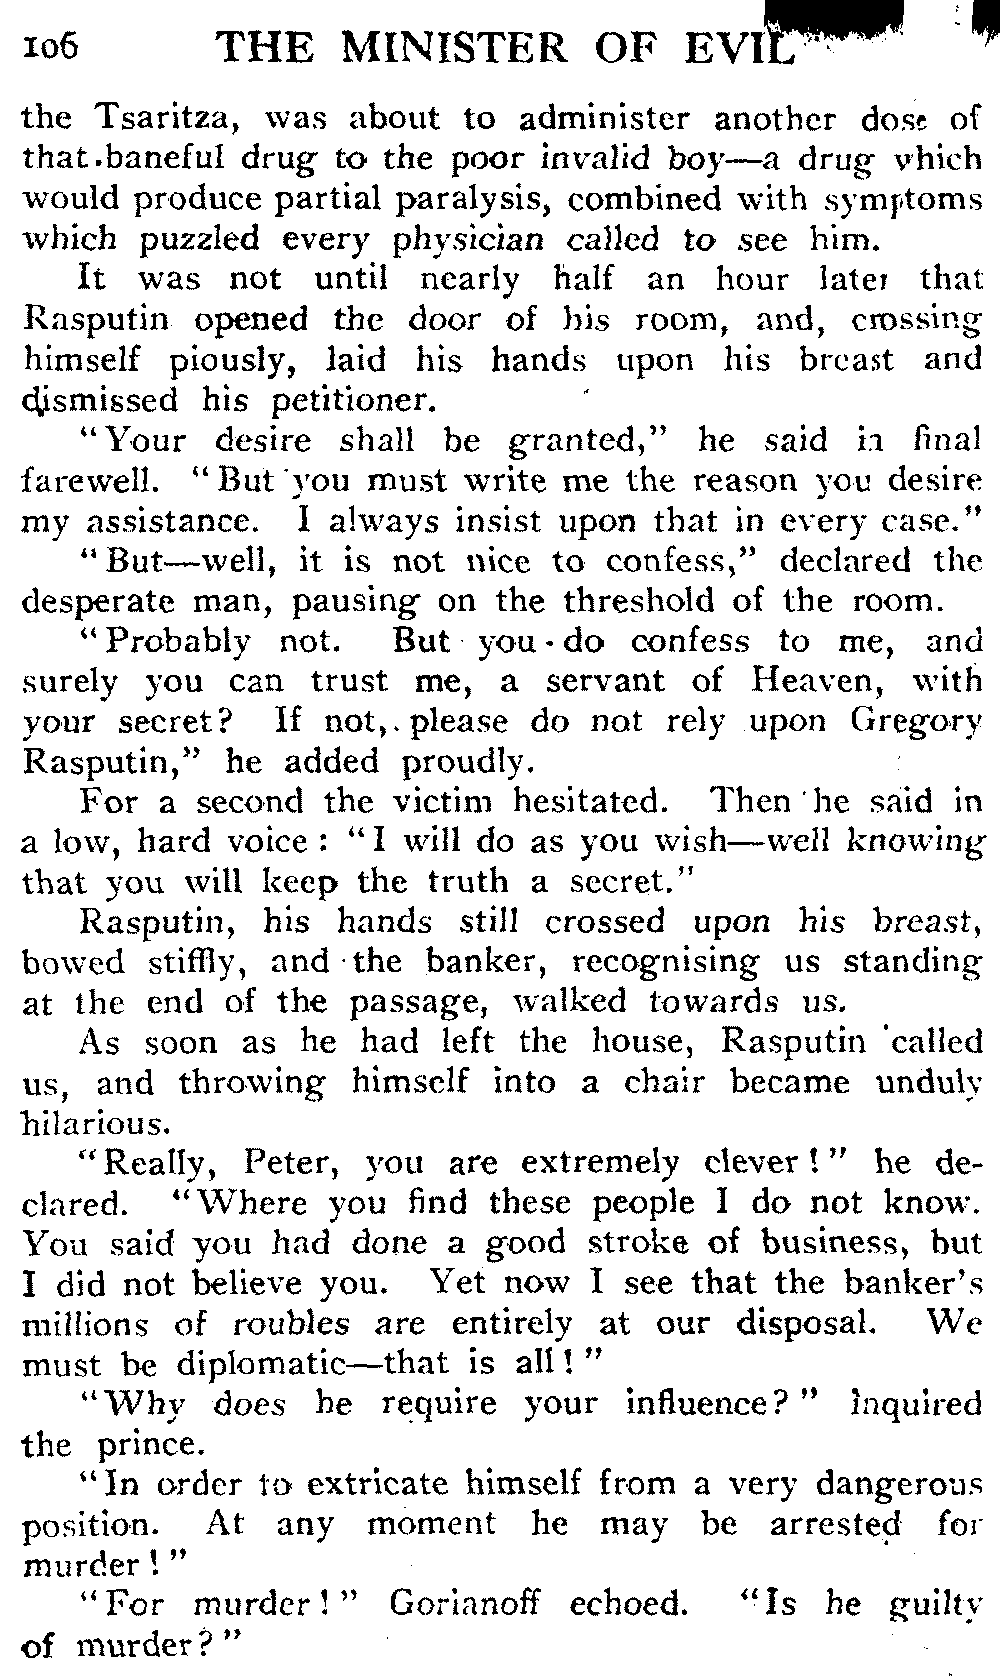 106 THE MINISTER OF EVIL
the Tsaritza, was about to administer another dose of
that baneful drug to the poor invalid boy—a drug which
would produce partial paralysis, combined with symptoms
which puzzled every physician called to see him.
It was not until nearly half an hour later that
Rasputin opened the door of his room, and, crossing
himself piously, laid his hands upon his breast and
dismissed his petitioner.
"Your desire shall be granted," he said in final
farewell. "But you must write me the reason you desire
my assistance. I always insist upon that in every case."
"But—well, it is not nice to confess," declared the
desperate man, pausing on the threshold of the room.
"Probably not. But you do confess to me, and
surely you can trust me, a servant of Heaven, with
your secret? If not, please do not rely upon Gregory
Rasputin," he added proudly.
For a second the victim hesitated. Then he said in
a low, hard voice: "I will do as you wish—well knowing
that you will keep the truth a secret."
Rasputin, his hands still crossed upon his breast,
bowed stiffly, and the banker, recognising us standing
at the end of the passage, walked towards us.
As soon as he had left the house, Rasputin called
us, and throwing himself into a chair became unduly
hilarious.
"Really, Peter, you are extremely clever!" he de-
clared. "Where you find these people I do not know.
You said you had done a good stroke of business, but
I did not believe you. Yet now I see that the banker's
millions of roubles are entirely at our disposal. We
must be diplomatic—that is all!"
"Why does he require your influence?" inquired
the prince.
"In order to extricate himself from a very dangerous
position. At any moment he may be arrested for
murder!"
"For murder!" Gorianoff echoed. "Is he guilty
of murder?"